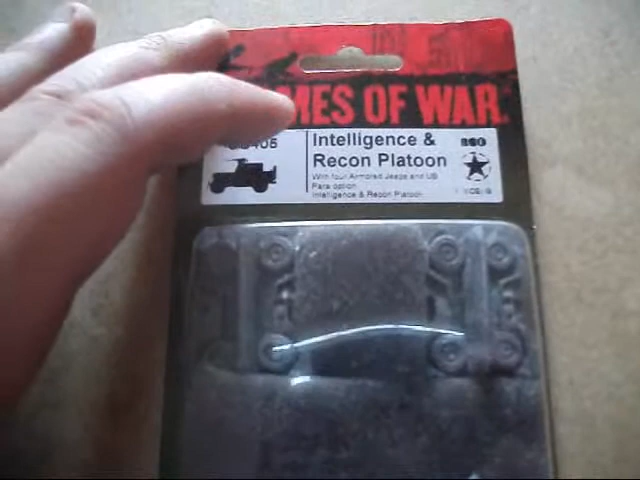 MES OF WAR.
Intelligence &
Recon Platoon
With four Armored Jeeps and US
Para option
Intelligence & Recon Platoon